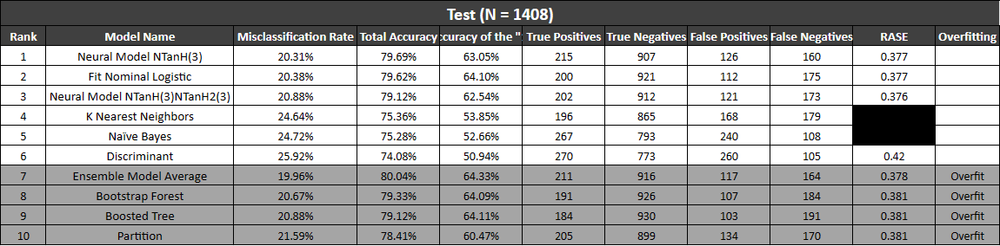 Test (N = 1408)
Rank Model Name Misclassification Rate Total Accuracy ccuracy of the " True Positives True Negatives False Positives False Negatives RASE Overfitting
1 Neural Model NTanH(3) 20.31% 79.69% 63.05% 215 907 126 160 0.377
2 Fit Nominal Logistic 20.38% 79.62% 64.10% 200 921 112 175 0.377
3 Neural Model NTanH(3)NTanH2(3) 20.88% 79.12% 62.54% 202 912 121 173 0.376
4 K Nearest Neighbors 24.64% 75.36% 53.85% 196 865 168 179
5 Naïve Bayes 24.72% 75.28% 52.66% 267 793 240 108
6 Discriminant 25.92% 74.08% 50.94% 270 773 260 105 0.42
7 Ensemble Model Average 19.96% 80.04% 64.33% 211 916 117 164 0.378 Overfit
8 Bootstrap Forest 20.67% 79.33% 64.09% 191 926 107 184 0.381 Overfit
9 Boosted Tree 20.88% 79.12% 64.11% 184 930 103 191 0.381 Overfit
10 Partition 21.59% 78.41% 60.47% 205 899 134 170 0.381 Overfit